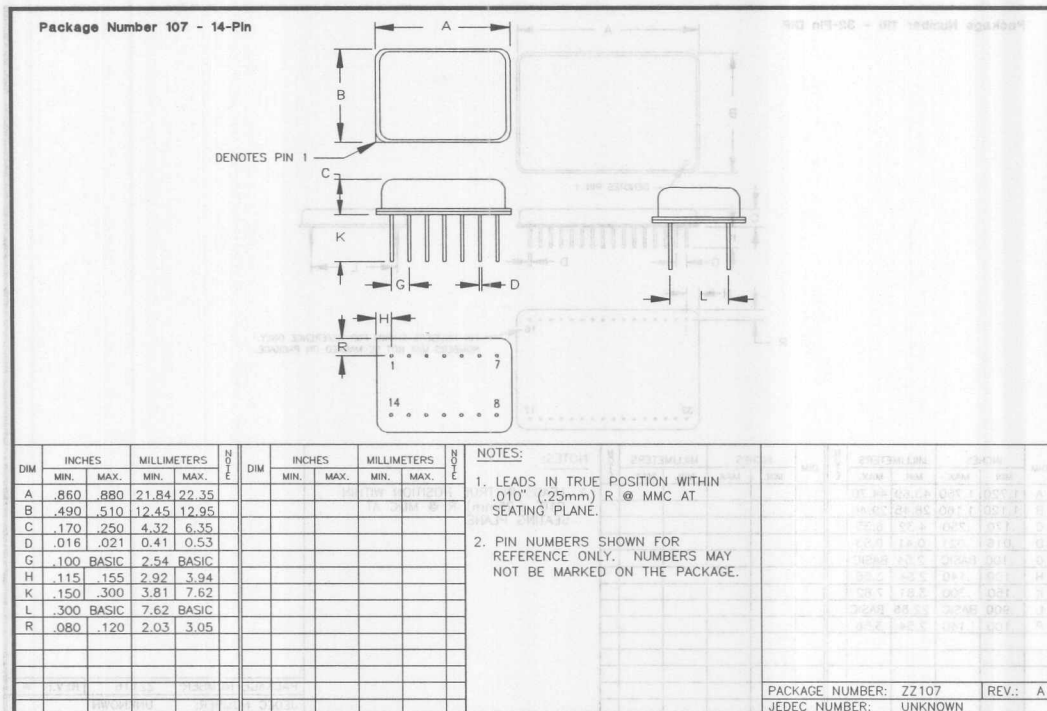 Package Number 107 - 14-Pin
A
B
DENOTES PIN 1
C
K
G
D
L
H
R
1 7
14 8
DIM INCHES MILLIMETERS NOTE DIM INCHES MILLIMETERS NOTE
MIN. MAX. MIN. MAX. MIN. MAX. MIN. MAX.
A .860 .880 21.84 22.35
B .490 .510 12.45 12.95
C .170 .250 4.32 6.35
D .016 .021 0.41 0.53
G .100 BASIC 2.54 BASIC
H .115 .155 2.92 3.94
K .150 .300 3.81 7.62
L .300 BASIC 7.62 BASIC
R .080 .120 2.03 3.05
NOTES:
1. LEADS IN TRUE POSITION WITHIN
.010" (.25mm) R @ MMC AT
SEATING PLANE.
2. PIN NUMBERS SHOWN FOR
REFERENCE ONLY. NUMBERS MAY
NOT BE MARKED ON THE PACKAGE.
PACKAGE NUMBER: ZZ107 REV.: A
JEDEC NUMBER: UNKNOWN